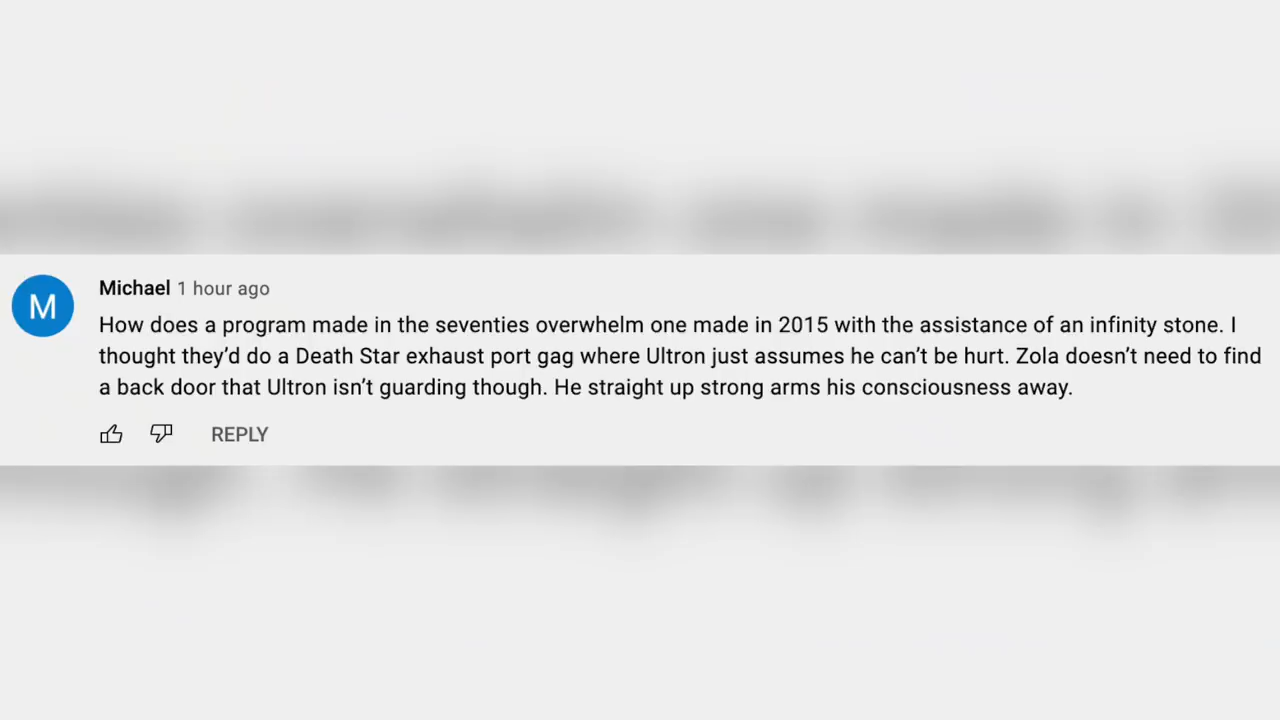 M
Michael 1 hour ago
How does a program made in the seventies overwhelm one made in 2015 with the assistance of an infinity stone. I
thought they’d do a Death Star exhaust port gag where Ultron just assumes he can’t be hurt. Zola doesn’t need to find
a back door that Ultron isn’t guarding though. He straight up strong arms his consciousness away.
REPLY